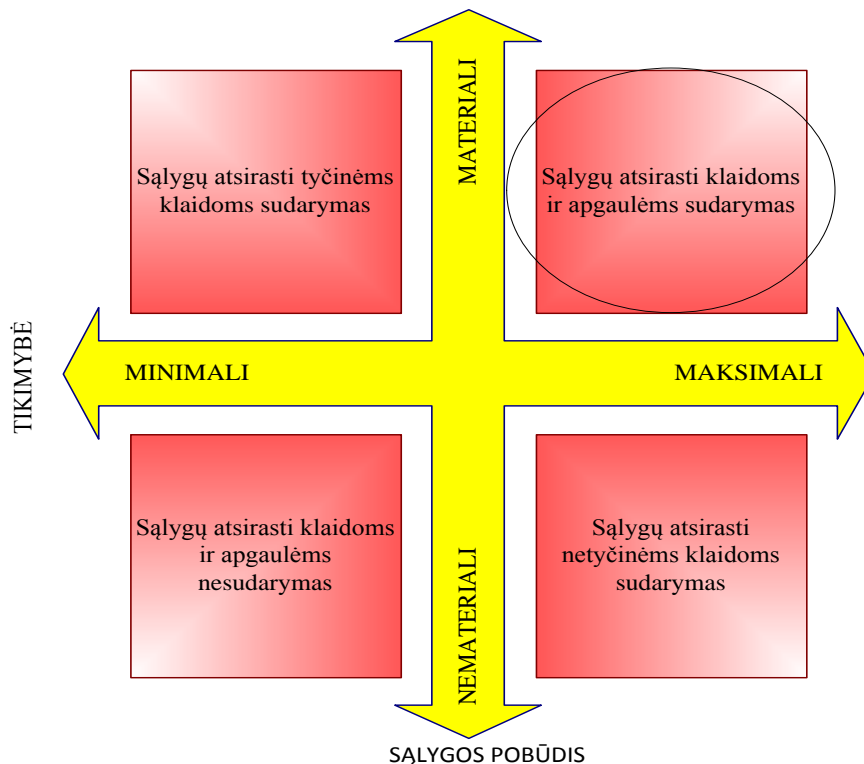 MATERIALI
Sąlygų atsirasti tyčinėms
klaidoms sudarymas
Sąlygų atsirasti klaidoms
ir apgaulėms sudarymas
TIKIMYBĖ
MINIMALI
MAKSIMALI
Sąlygų atsirasti klaidoms
ir apgaulėms
nesudarymas
NEMATERIALI
Sąlygų atsirasti
netyčinėms klaidoms
sudarymas
SĄLYGOS POBŪDIS